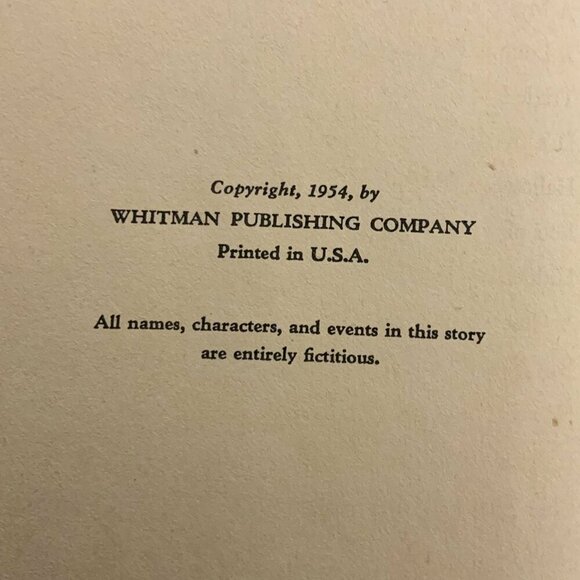 Copyright, 1954, by
WHITMAN PUBLISHING COMPANY
Printed in U.S.A.
All names, characters, and events in this story
are entirely fictitious.